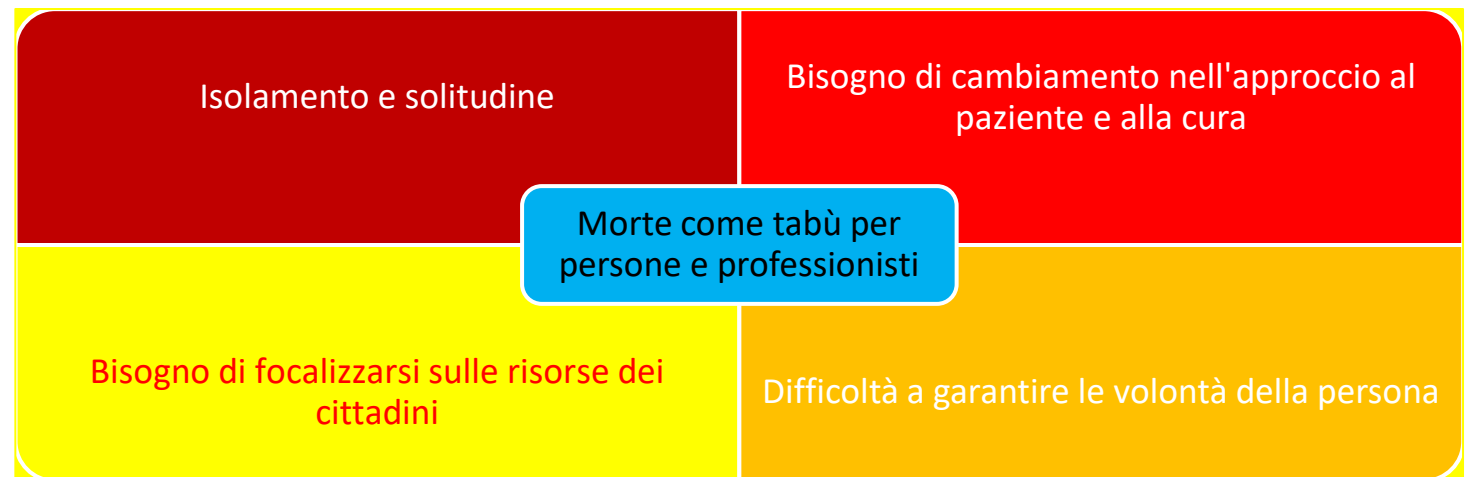 Isolamento e solitudine
Bisogno di cambiamento nell'approccio al
paziente e alla cura
Morte come tabù per
persone e professionisti
Bisogno di focalizzarsi sulle risorse dei
cittadini
Difficoltà a garantire le volontà della persona